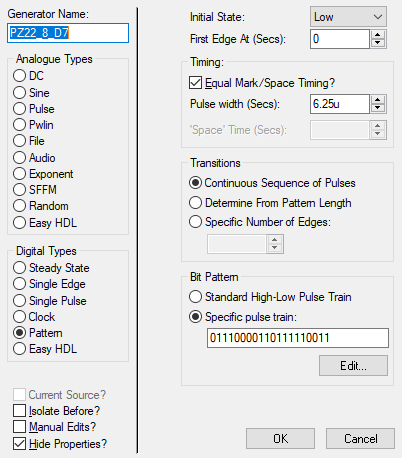 Generator Name:
PZ22_8_D7
Analogue Types
DC
Sine
Pulse
Pwlin
File
Audio
Exponent
SFFM
Random
Easy HDL
Digital Types
Steady State
Single Edge
Single Pulse
Clock
Pattern
Easy HDL
Current Source?
Isolate Before?
Manual Edits?
Hide Properties?
Initial State: Low
First Edge At (Secs): 0
Timing:
Equal Mark/Space Timing?
Pulse width (Secs): 6.25u
'Space' Time (Secs):
Transitions
Continuous Sequence of Pulses
Determine From Pattern Length
Specific Number of Edges:
Bit Pattern
Standard High-Low Pulse Train
Specific pulse train:
01110000110111110011
Edit...
OK Cancel